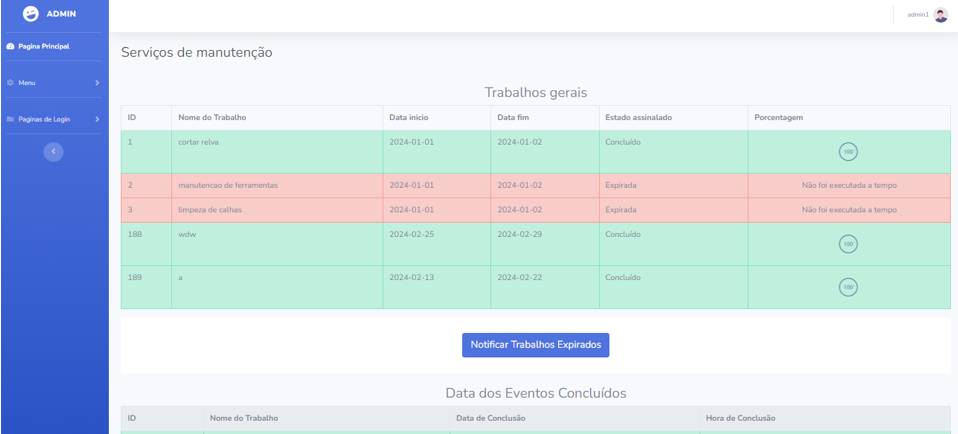 ADMIN
admin1
Pagina Principal
Menu
Paginas de Login
Serviços de manutenção
Trabalhos gerais
ID Nome do Trabalho Data inicio Data fim Estado assinalado Porcentagem
1 cortar relva 2024-01-01 2024-01-02 Concluído 100
2 manutencao de ferramentas 2024-01-01 2024-01-02 Expirada Não foi executada a tempo
3 limpeza de calhas 2024-01-01 2024-01-02 Expirada Não foi executada a tempo
188 wdw 2024-02-25 2024-02-29 Concluído 100
189 a 2024-02-13 2024-02-22 Concluído 100
Notificar Trabalhos Expirados
Data dos Eventos Concluídos
ID Nome do Trabalho Data de Conclusão Hora de Conclusão